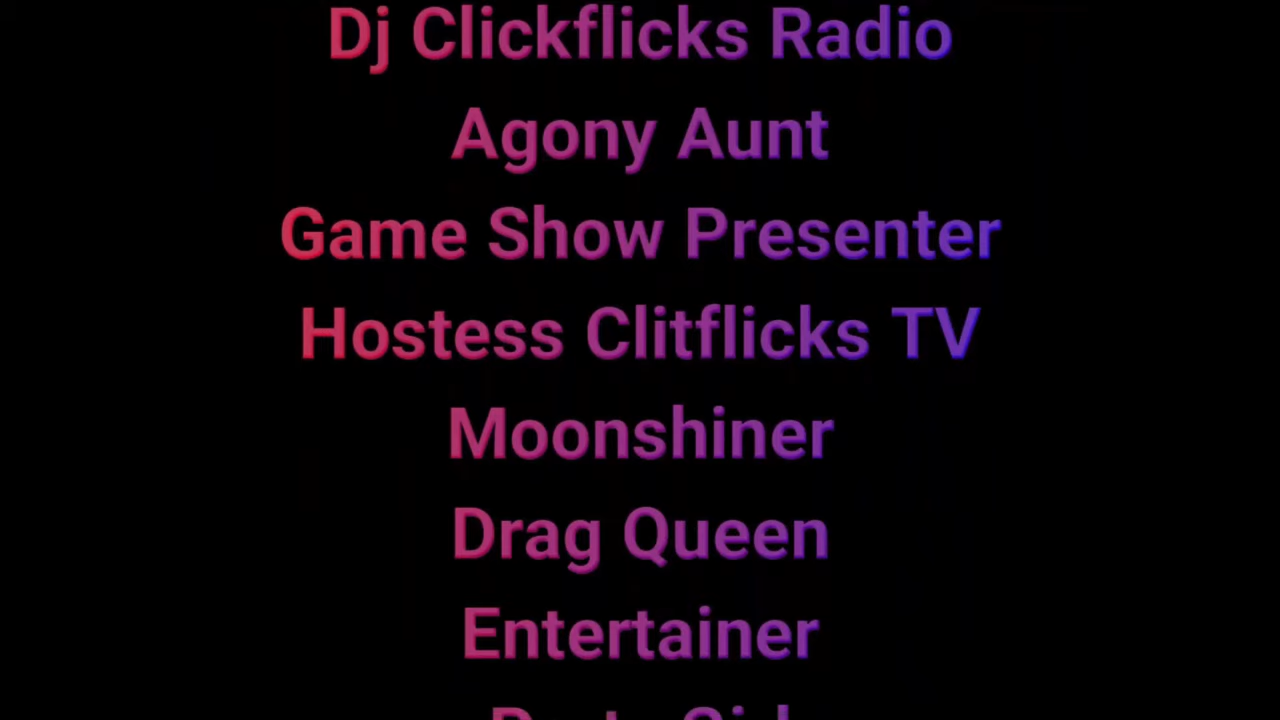 Dj Clickflicks Radio
Agony Aunt
Game Show Presenter
Hostess Clitflicks TV
Moonshiner
Drag Queen
Entertainer